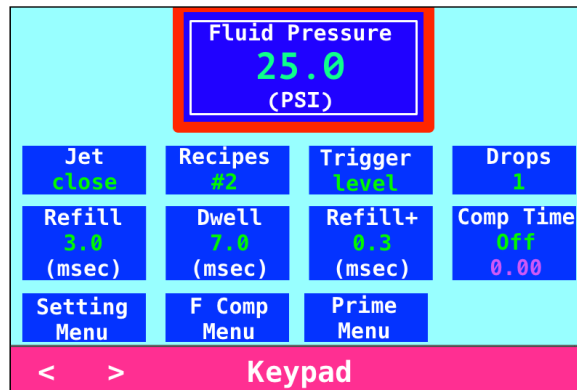 Fluid Pressure
25.0
(PSI)
Jet
close
Recipes
#2
Trigger
level
Drops
1
Refill
3.0
(msec)
Dwell
7.0
(msec)
Refill+
0.3
(msec)
Comp Time
Off
0.00
Setting
Menu
F Comp
Menu
Prime
Menu
< > Keypad